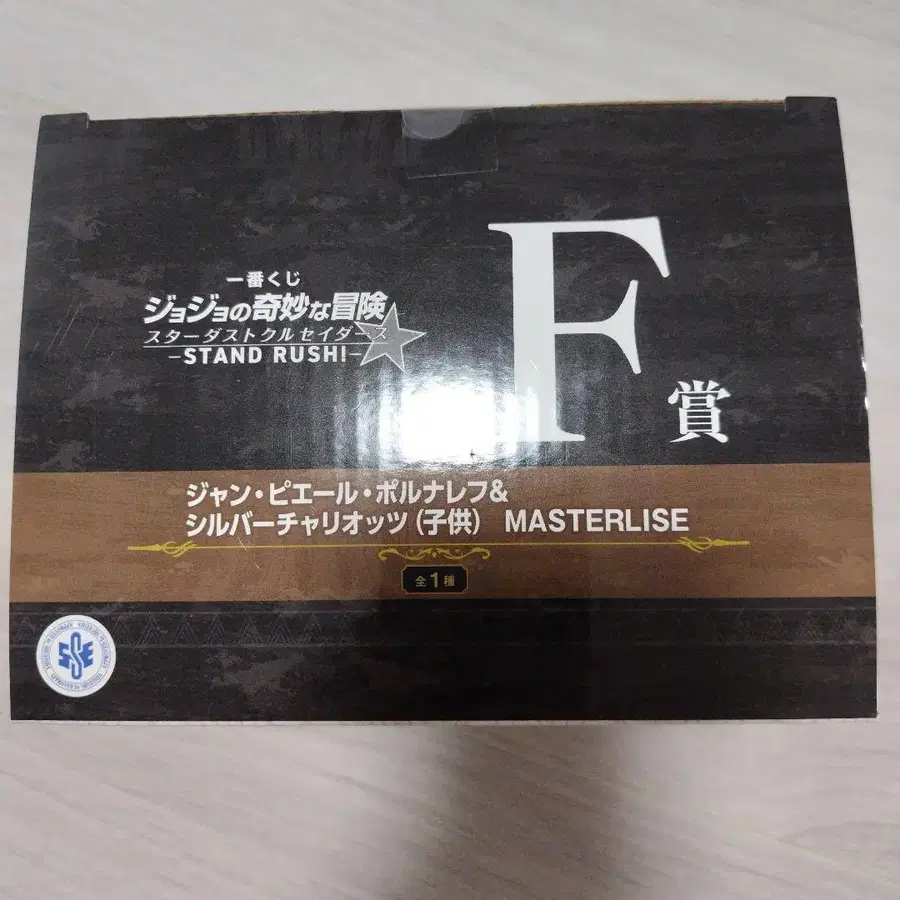 一番くじ
ジョジョの奇妙な冒険
スターダストクルセイダース
-STAND RUSH!-
F賞
ジャン・ピエール・ポルナレフ&
シルバーチャリオッツ(子供) MASTERLISE
全1種